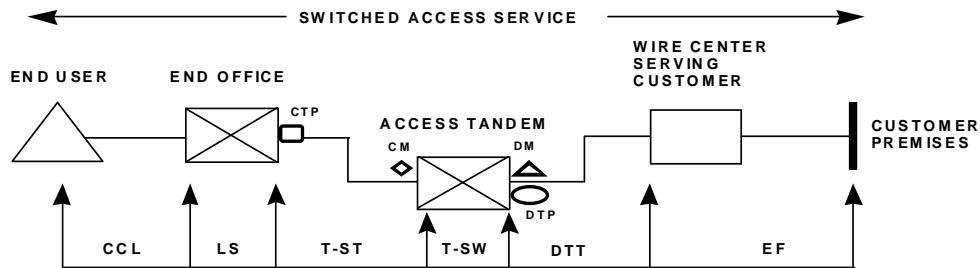 SWITCHED ACCESS SERVICE
WIRE CENTER
SERVING
CUSTOMER
END USER
END OFFICE
CTP
ACCESS TANDEM
CM
DM
CUSTOMER
PREMISES
DTP
CCL
LS
T-ST
T-SW
DTT
EF